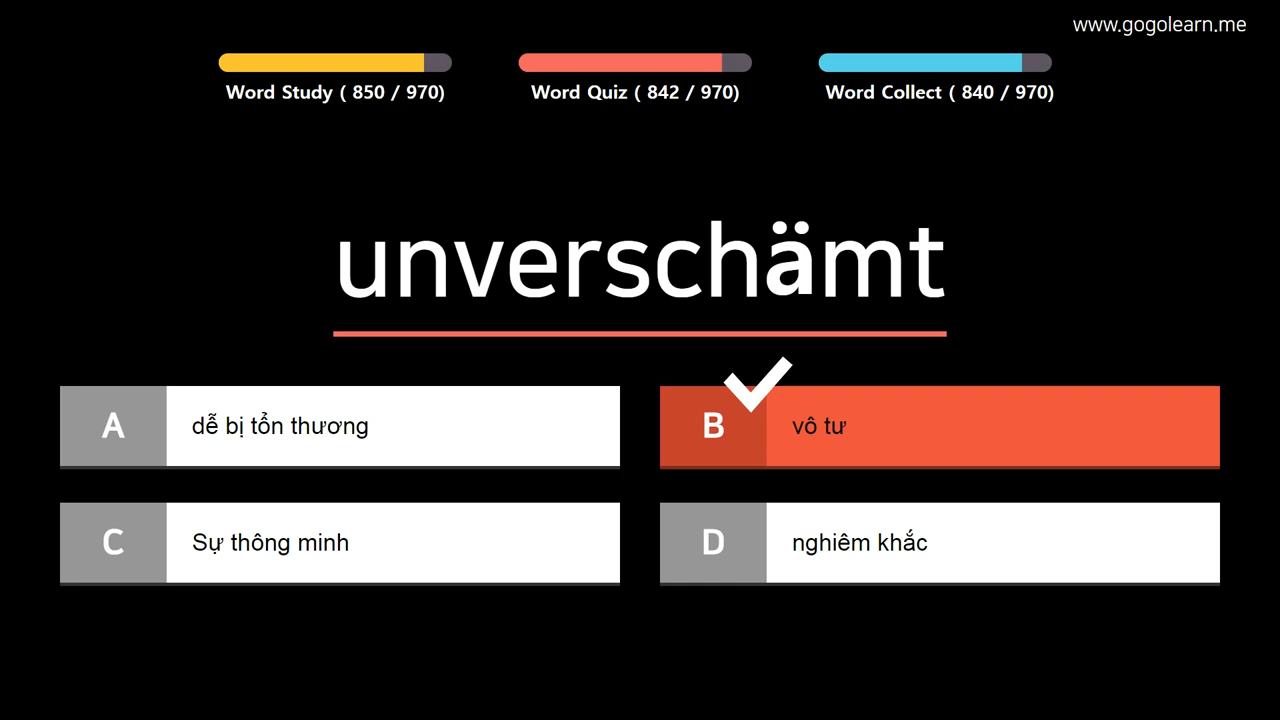 www.gogolearn.me
Word Study ( 850 / 970)
Word Quiz ( 842 / 970)
Word Collect ( 840 / 970)
unverschämt
A dễ bị tổn thương
B vô tư
C Sự thông minh
D nghiêm khắc